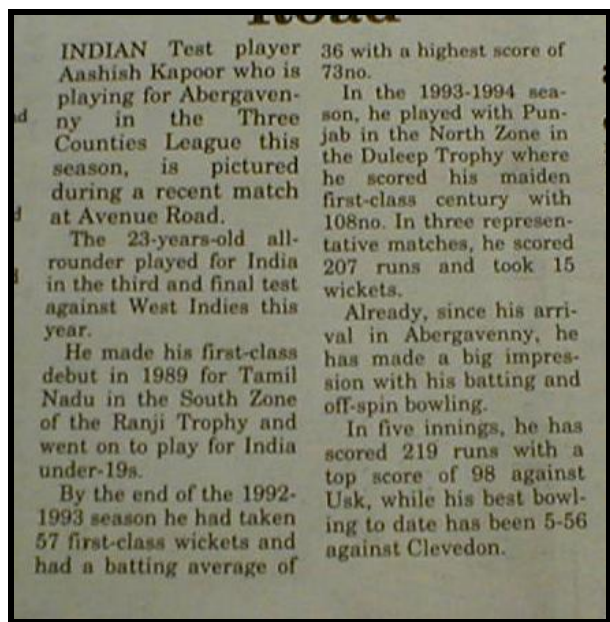 Road
INDIAN Test player
Aashish Kapoor who is
playing for Abergaven-
ny in the Three
Counties League this
season, is pictured
during a recent match
at Avenue Road.
The 23-years-old all-
rounder played for India
in the third and final test
against West Indies this
year.
He made his first-class
debut in 1989 for Tamil
Nadu in the South Zone
of the Ranji Trophy and
went on to play for India
under-19s.
By the end of the 1992-
1993 season he had taken
57 first-class wickets and
had a batting average of
36 with a highest score of
73no.
In the 1993-1994 sea-
son, he played with Pun-
jab in the North Zone in
the Duleep Trophy where
he scored his maiden
first-class century with
108no. In three represen-
tative matches, he scored
207 runs and took 15
wickets.
Already, since his arri-
val in Abergavenny, he
has made a big impres-
sion with his batting and
off-spin bowling.
In five innings, he has
scored 219 runs with a
top score of 98 against
Usk, while his best bowl-
ing to date has been 5-56
against Clevedon.